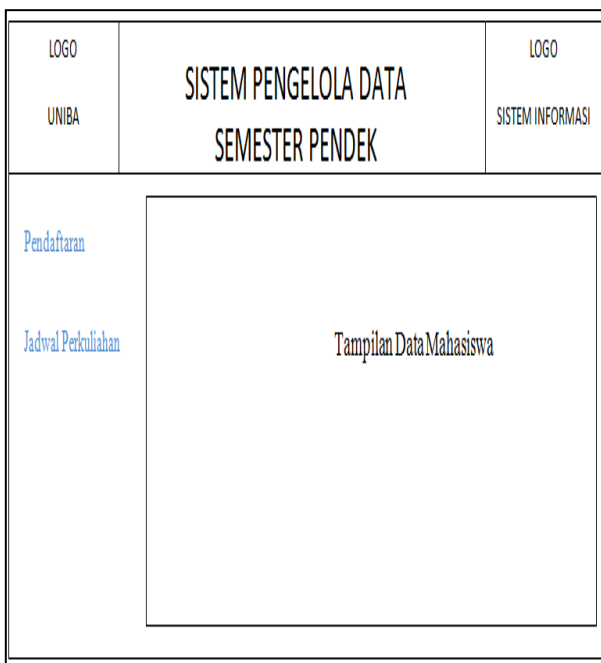 LOGO
UNIBA
SISTEM PENGELOLA DATA
SEMESTER PENDEK
LOGO
SISTEM INFORMASI
Pendaftaran
Jadwal Perkuliahan
Tampilan Data Mahasiswa